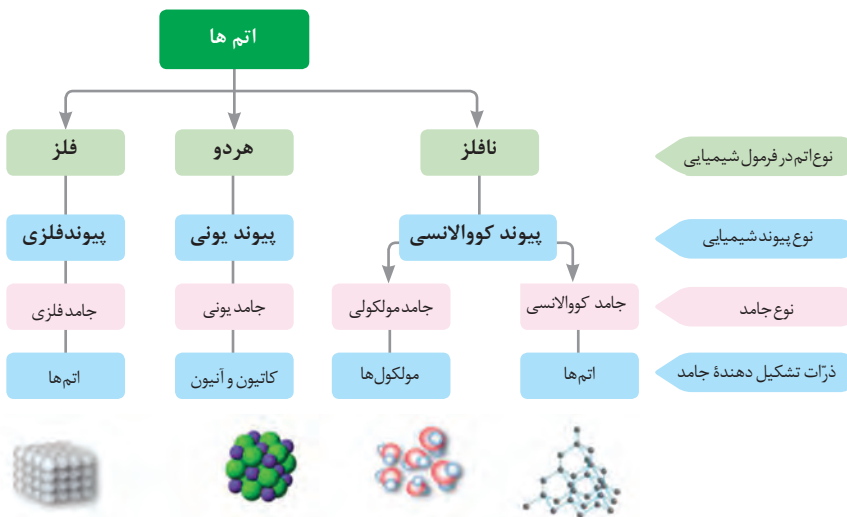 اتم ها
نوع اتم در فرمول شیمیایی
نافلز
هردو
فلز
نوع پیوند شیمیایی
پیوند کووالانسی
پیوند یونی
پیوندفلزی
نوع جامد
جامد کووالانسی
جامد مولکولی
جامد یونی
جامد فلزی
ذرّات تشکیل دهندهٔ جامد
اتم‌ها
مولکول‌ها
کاتیون و آنیون
اتم‌ها